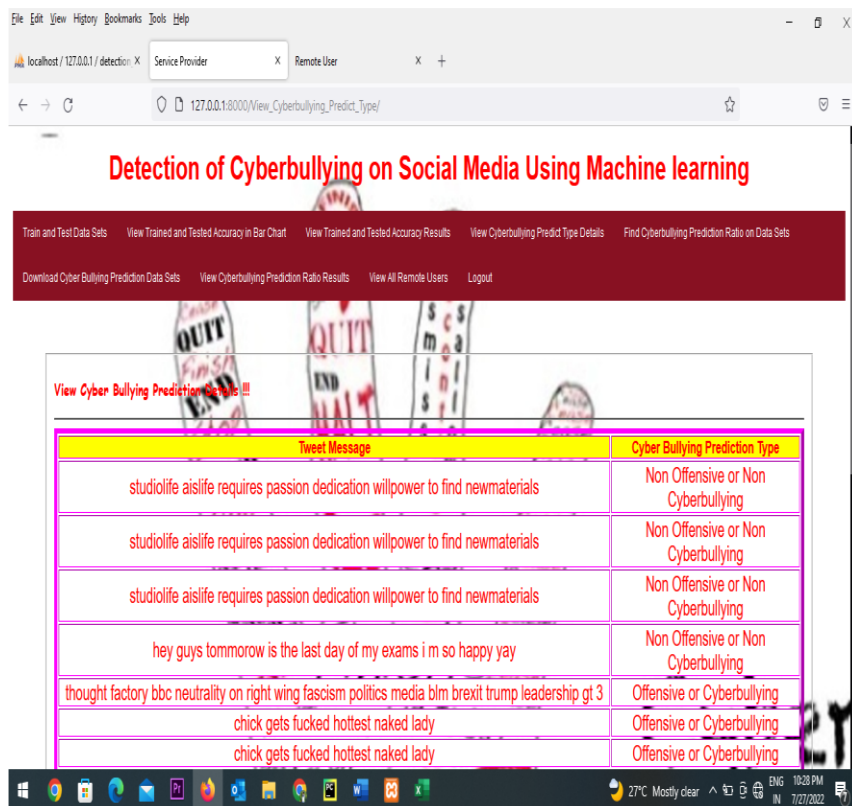 File Edit View History Bookmarks Tools Help
localhost / 127.0.0.1 / detection Service Provider Remote User
127.0.0.1:8000/View_Cyberbullying_Predict_Type/
Detection of Cyberbullying on Social Media Using Machine learning
Train and Test Data Sets View Trained and Tested Accuracy in Bar Chart View Trained and Tested Accuracy Results View Cyberbullying Predict Type Details Find Cyberbullying Prediction Ratio on Data Sets
Download Cyber Bullying Prediction Data Sets View Cyberbullying Prediction Ratio Results View All Remote Users Logout
QUIT
Finish
END
QUIT
END
HALT
View Cyber Bullying Prediction Details !!!
Tweet Message Cyber Bullying Prediction Type
studiolife aislife requires passion dedication willpower to find newmaterials Non Offensive or Non
Cyberbullying
studiolife aislife requires passion dedication willpower to find newmaterials Non Offensive or Non
Cyberbullying
studiolife aislife requires passion dedication willpower to find newmaterials Non Offensive or Non
Cyberbullying
hey guys tommorow is the last day of my exams i m so happy yay Non Offensive or Non
Cyberbullying
thought factory bbc neutrality on right wing fascism politics media blm brexit trump leadership gt 3 Offensive or Cyberbullying
chick gets fucked hottest naked lady Offensive or Cyberbullying
chick gets fucked hottest naked lady Offensive or Cyberbullying
27°C Mostly clear ENG 10:28 PM
IN 7/27/2022